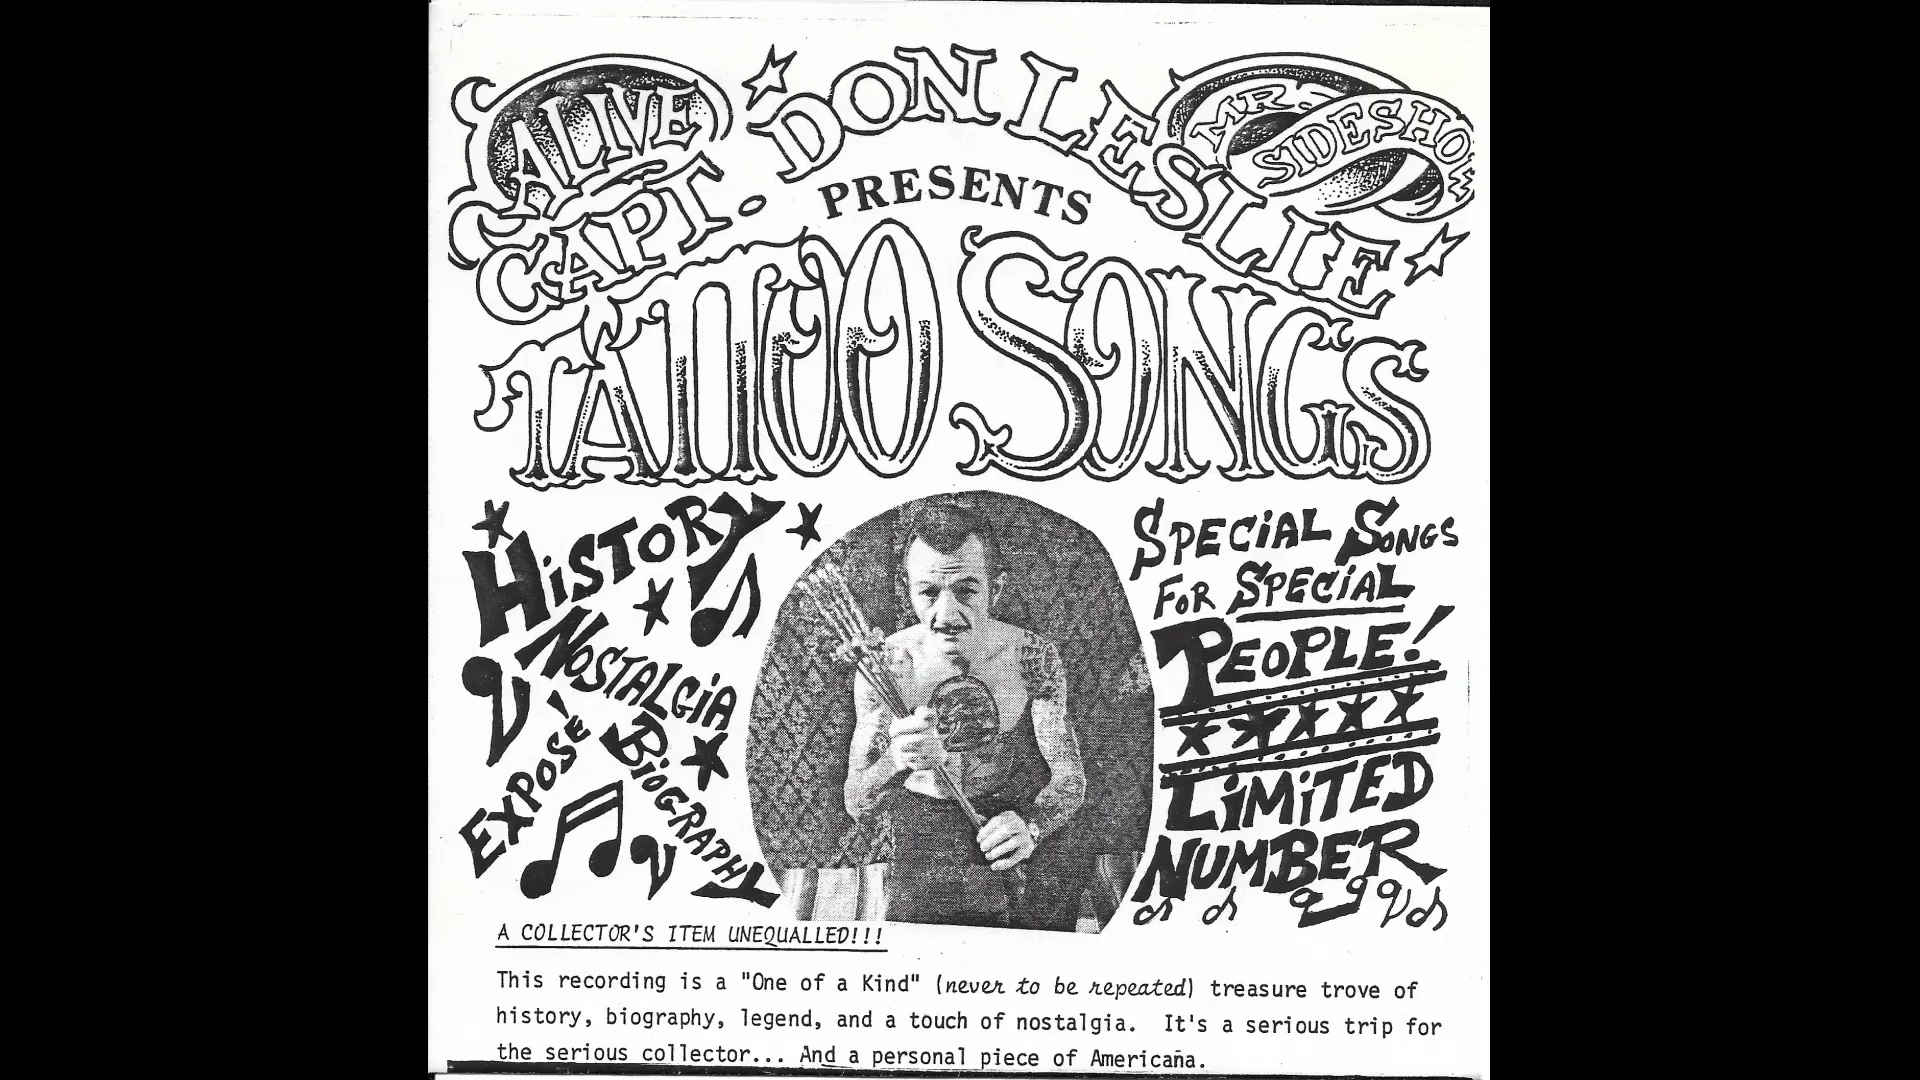 ALIVE
MR. SIDESHOW
CAPT. DON LESLIE
PRESENTS
TATTOO SONGS
HiSTORY
NOSTALGiA
EXPOSE!
BiOGRAPHY
SPECiAL SONGS
FOR SPECiAL
PEOPLE!
LiMiTED
NUMBER
A COLLECTOR'S ITEM UNEQUALLED!!!
This recording is a "One of a Kind" (never to be repeated) treasure trove of
history, biography, legend, and a touch of nostalgia. It's a serious trip for
the serious collector... And a personal piece of Americaña.